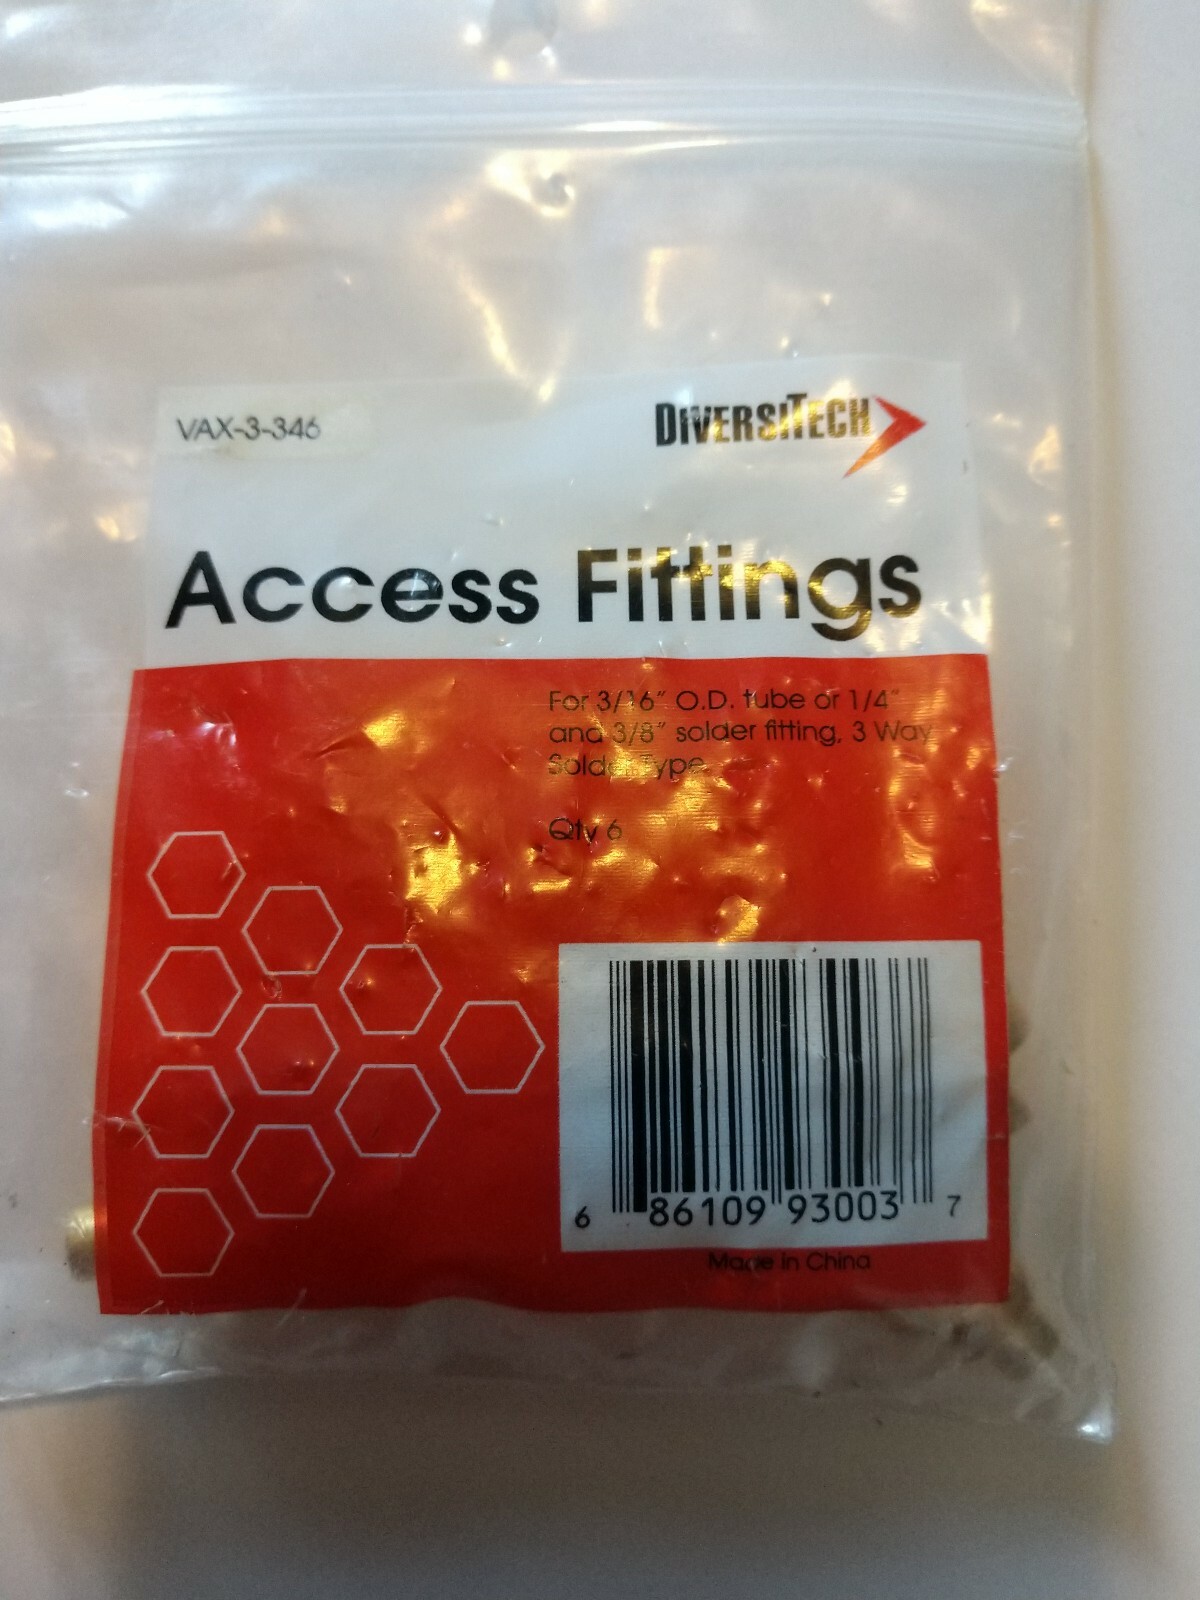 VAX-3-346
DIVERSITECH
Access Fittings
For 3/16" O.D. tube or 1/4"
and 3/8" solder fitting, 3 Way
Solder Type
Qty 6
6 86109 93003 7
Made in China